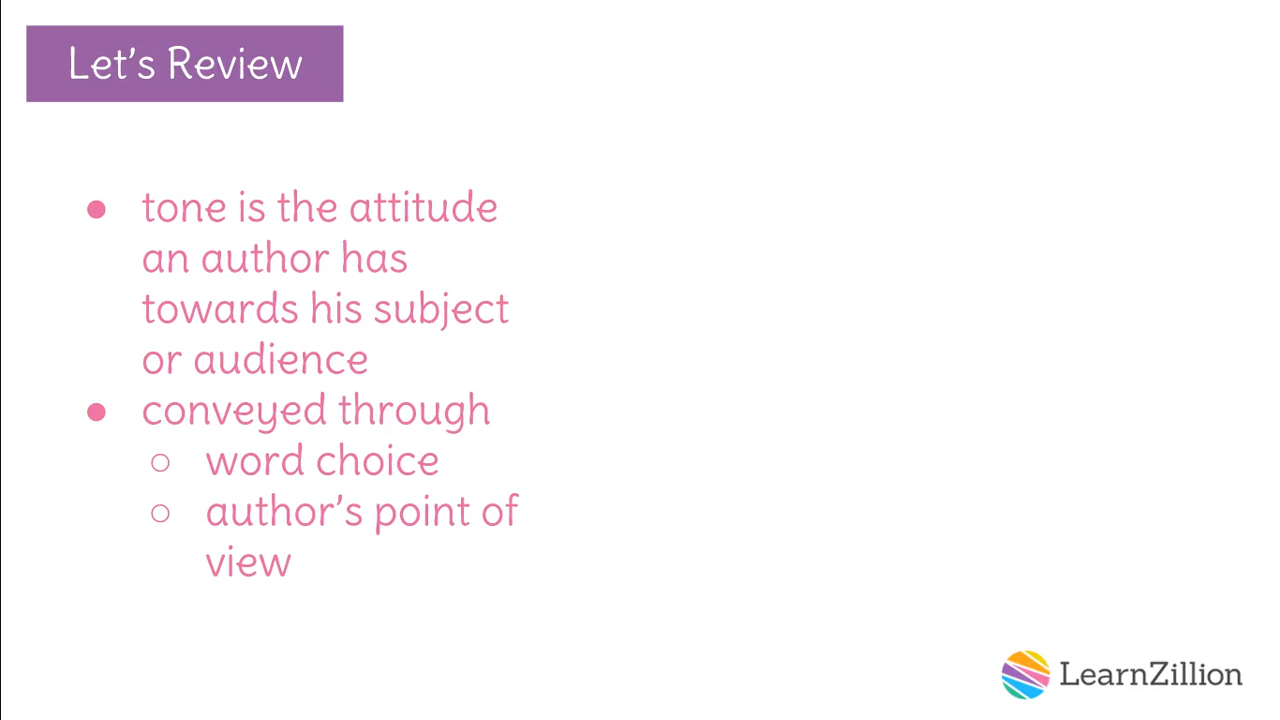 Let's Review
● tone is the attitude
an author has
towards his subject
or audience
● conveyed through
○ word choice
○ author's point of
view
LearnZillion